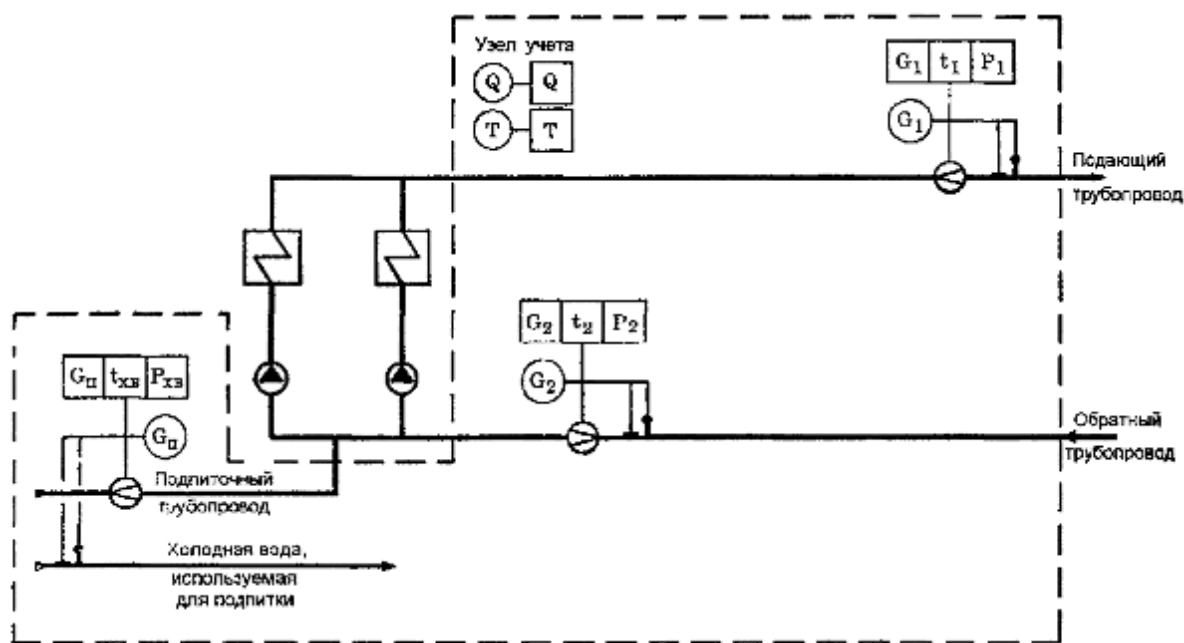 Узел учета
Q Q
T T
G₁ t₁ P₁
G₁
Подающий
трубопровод
G₂ t₂ P₂
G₂
Обратный
трубопровод
Gп tхв Pхв
Gп
Подпиточный
трубопровод
Холодная вода,
используемая
для подпитки